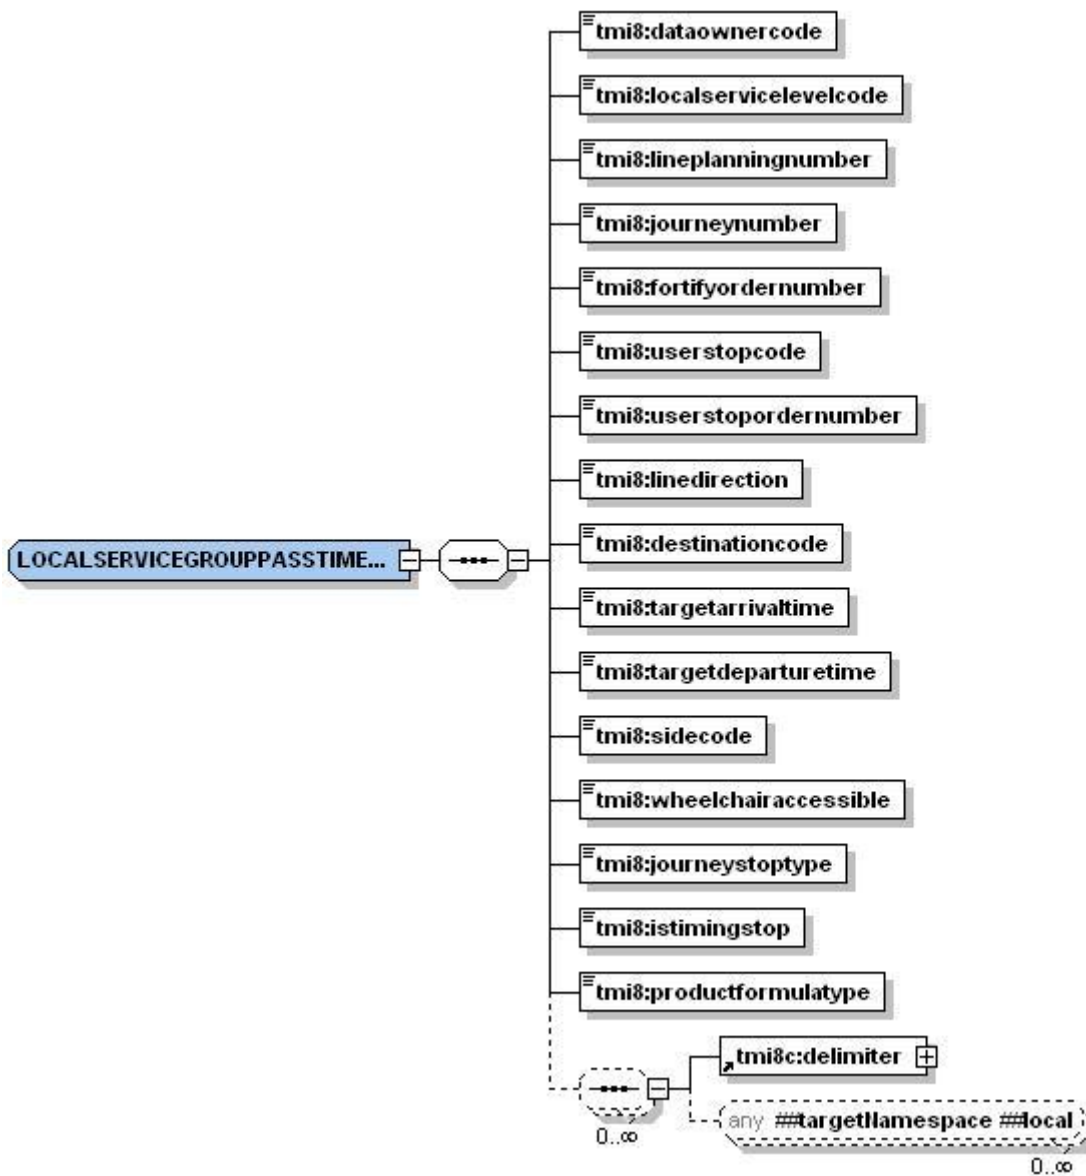 tmi8:dataownercode
tmi8:localservicelevelcode
tmi8:lineplanningnumber
tmi8:journeynumber
tmi8:fortifyordernumber
tmi8:userstopcode
tmi8:userstopordernumber
tmi8:linedirection
tmi8:destinationcode
LOCALSERVICEGROUPPASSTIME...
tmi8:targetarrivaltime
tmi8:targetdeparturetime
tmi8:sidecode
tmi8:wheelchairaccessible
tmi8:journeystoptype
tmi8:istimingstop
tmi8:productformulatype
tmi8c:delimiter
any ##targetNamespace ##local
0..∞
0..∞